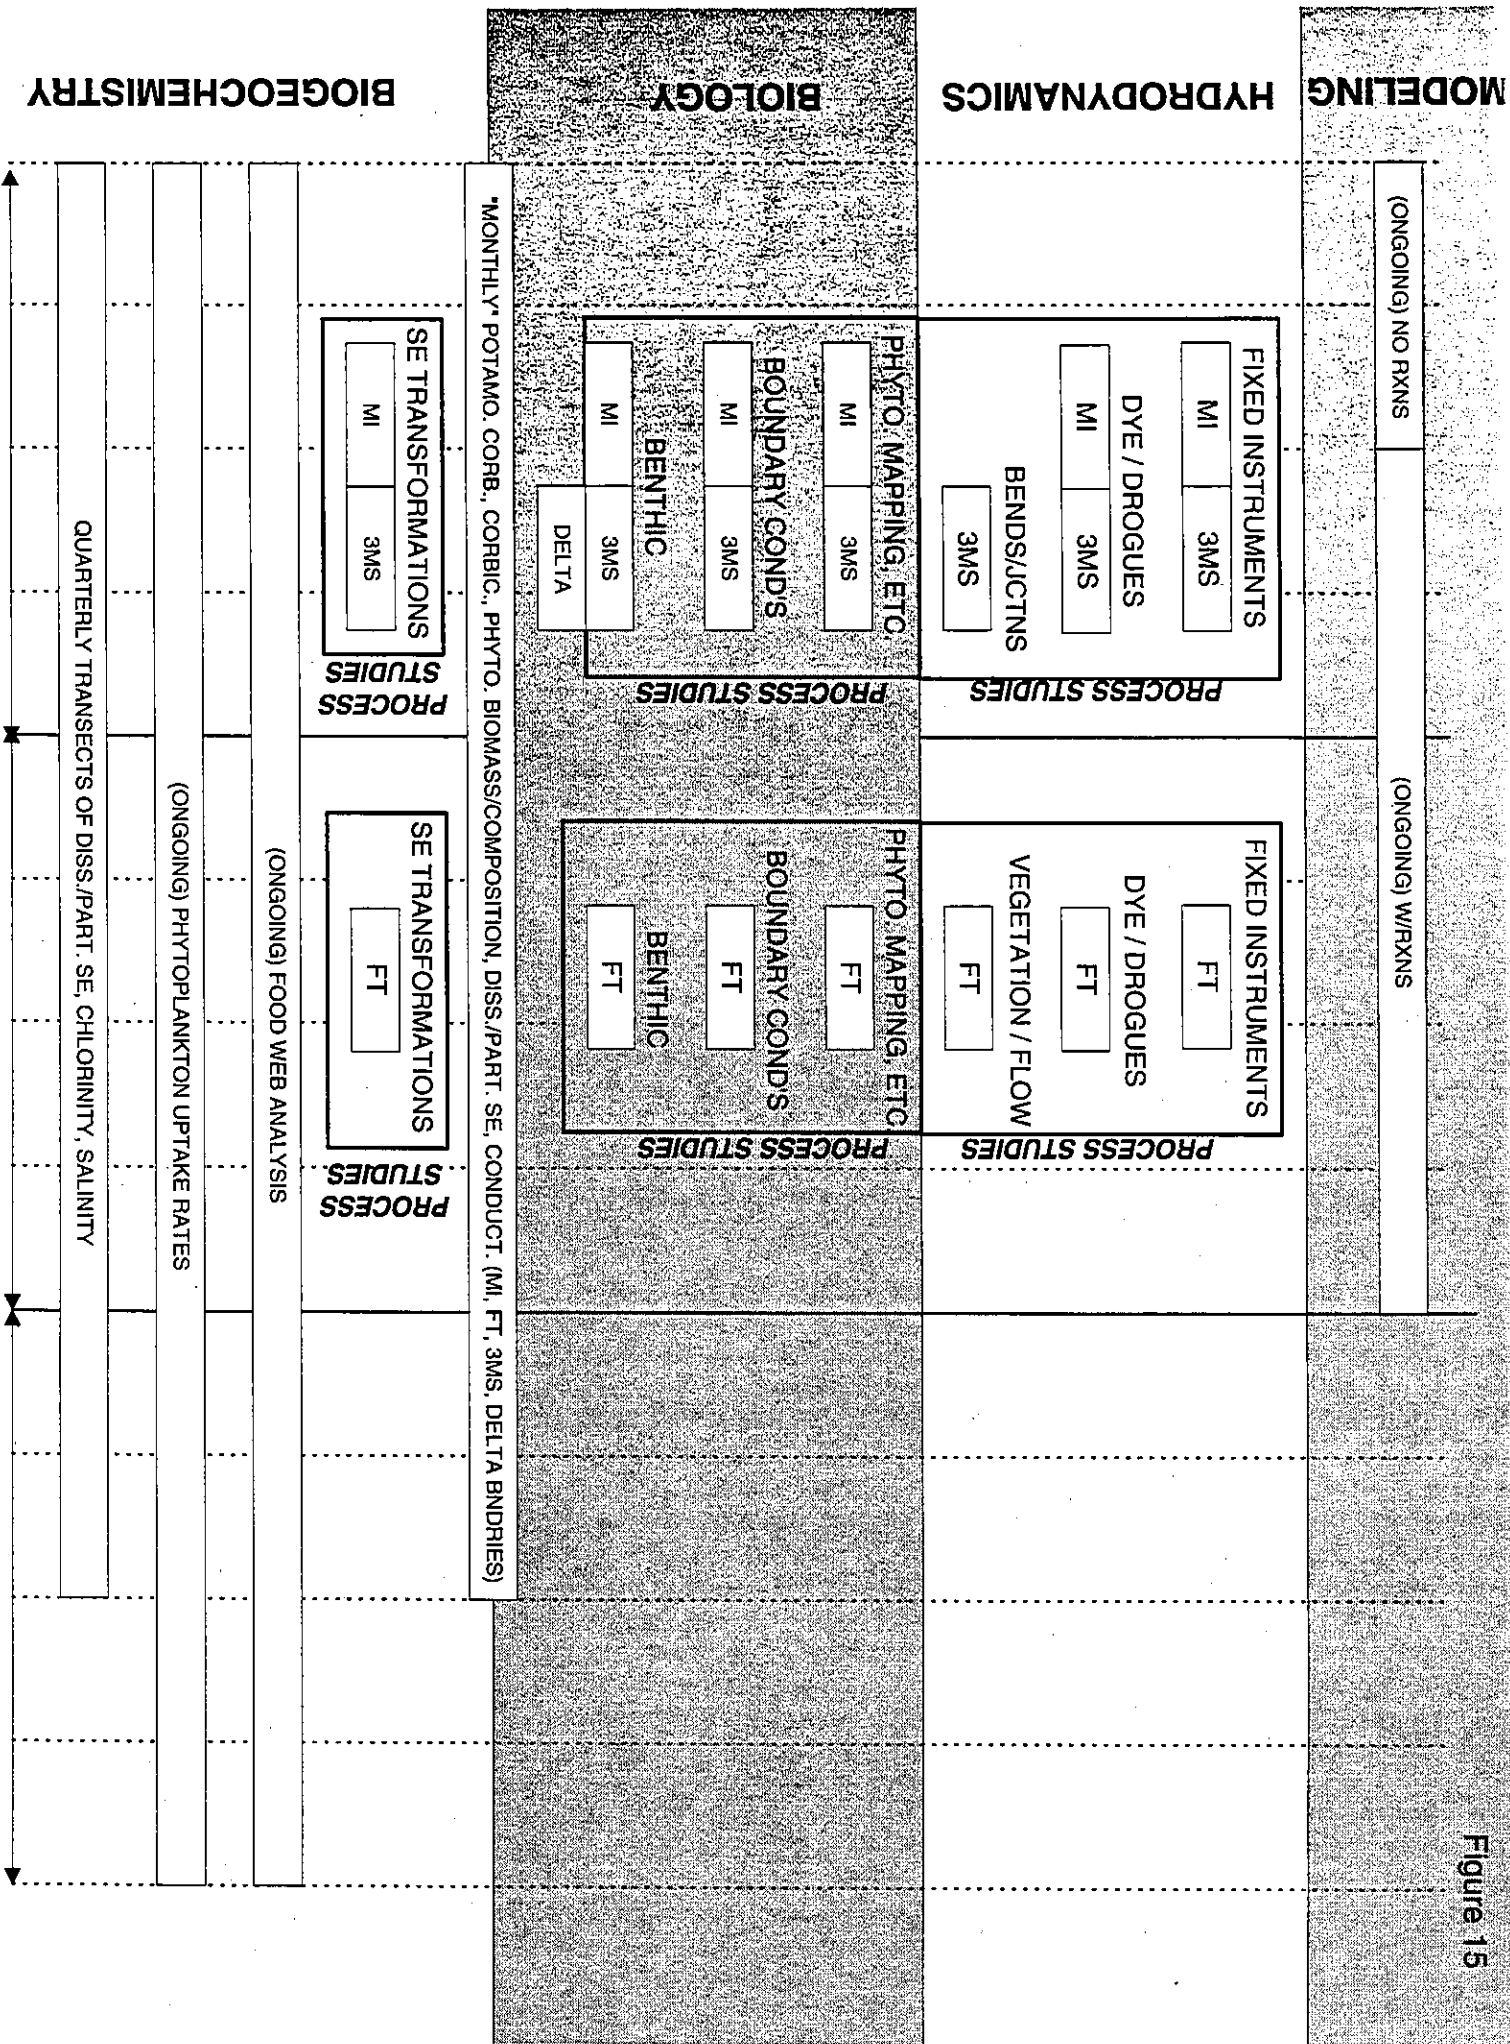 Figure 15
MODELING
(ONGOING) NO RXNS
(ONGOING) W/RXNS
HYDRODYNAMICS
FIXED INSTRUMENTS
MI
3MS
DYE / DROGUES
MI
3MS
BENDS/JCTNS
3MS
PROCESS STUDIES
FIXED INSTRUMENTS
FT
DYE / DROGUES
FT
VEGETATION / FLOW
FT
PROCESS STUDIES
BIOLOGY
PHYTO. MAPPING, ETC.
MI
3MS
BOUNDARY COND'S
MI
3MS
BENTHIC
MI
3MS
DELTA
PROCESS STUDIES
PHYTO. MAPPING, ETC.
FT
BOUNDARY COND'S
FT
BENTHIC
FT
PROCESS STUDIES
"MONTHLY" POTAMO. CORB., CORBIC., PHYTO. BIOMASS/COMPOSITION, DISS./PART. SE, CONDUCT. (MI, FT, 3MS, DELTA BNDRIES)
BIOGEOCHEMISTRY
SE TRANSFORMATIONS
MI
3MS
PROCESS
STUDIES
SE TRANSFORMATIONS
FT
PROCESS
STUDIES
(ONGOING) FOOD WEB ANALYSIS
(ONGOING) PHYTOPLANKTON UPTAKE RATES
QUARTERLY TRANSECTS OF DISS./PART. SE, CHLORINITY, SALINITY